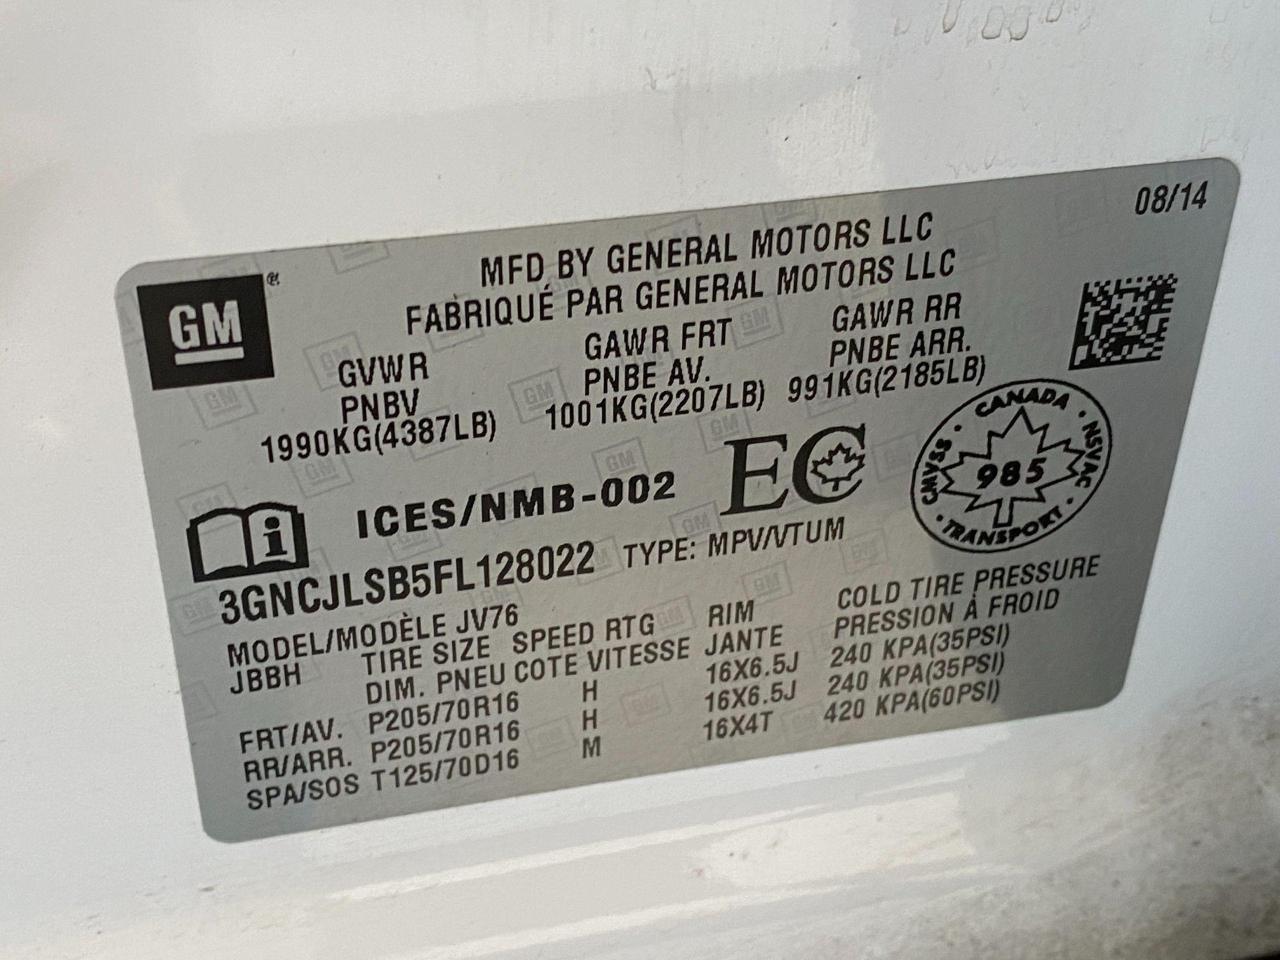 08/14
GM ®
MFD BY GENERAL MOTORS LLC
FABRIQUÉ PAR GENERAL MOTORS LLC
GVWR GAWR FRT GAWR RR
PNBV PNBE AV. PNBE ARR.
1990KG(4387LB) 1001KG(2207LB) 991KG(2185LB)
ICES/NMB-002 EC CANADA · NSVAC · TRANSPORT · CMVSS · 985
3GNCJLSB5FL128022 TYPE: MPV/VTUM
MODEL/MODÈLE JV76
JBBH TIRE SIZE SPEED RTG RIM COLD TIRE PRESSURE
DIM. PNEU COTE VITESSE JANTE PRESSION À FROID
FRT/AV. P205/70R16 H 16X6.5J 240 KPA(35PSI)
RR/ARR. P205/70R16 H 16X6.5J 240 KPA(35PSI)
SPA/SOS T125/70D16 M 16X4T 420 KPA(60PSI)